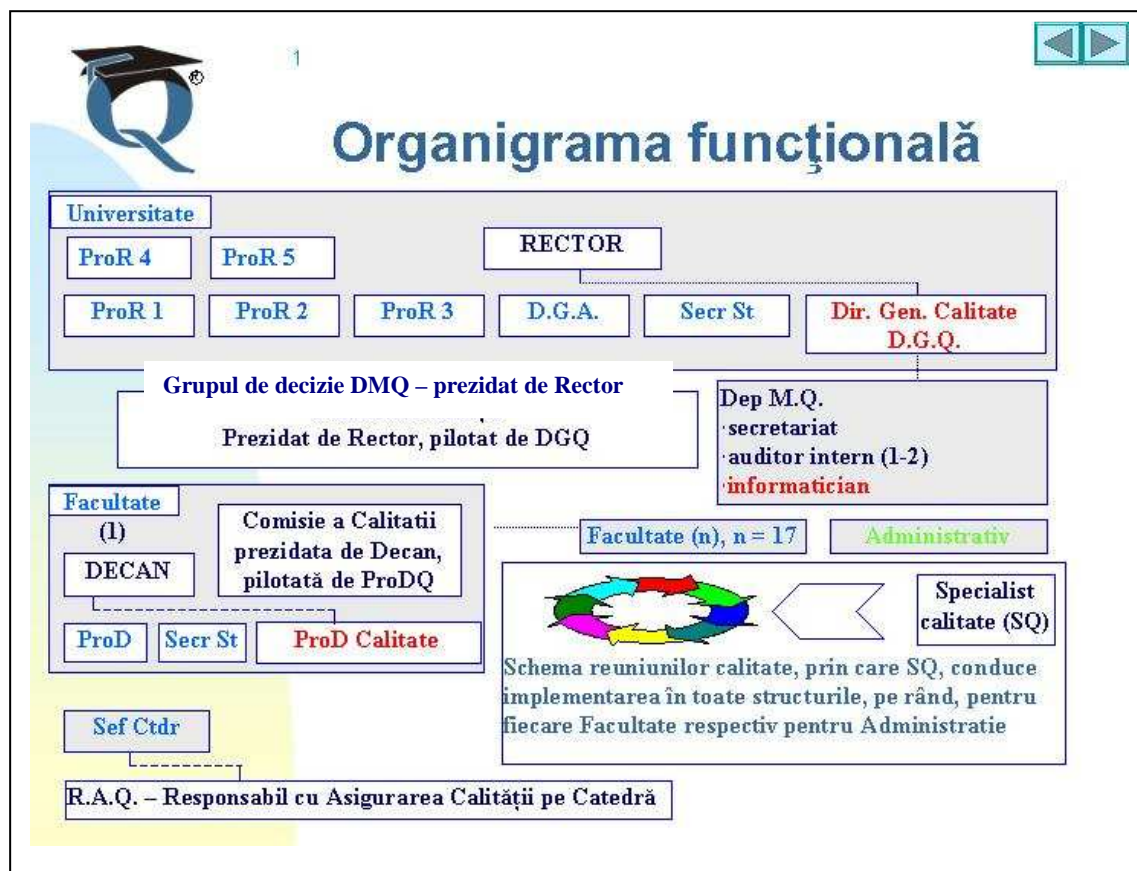 1
Q®
Organigrama funcţională
Universitate
ProR 4
ProR 5
RECTOR
ProR 1
ProR 2
ProR 3
D.G.A.
Secr St
Dir. Gen. Calitate
D.G.Q.
Grupul de decizie DMQ – prezidat de Rector
Prezidat de Rector, pilotat de DGQ
Dep M.Q.
·secretariat
·auditor intern (1-2)
·informatician
Facultate
(1)
DECAN
Comisie a Calitatii
prezidata de Decan,
pilotată de ProDQ
ProD
Secr St
ProD Calitate
Facultate (n), n = 17
Administrativ
Specialist
calitate (SQ)
Schema reuniunilor calitate, prin care SQ, conduce
implementarea în toate structurile, pe rând, pentru
fiecare Facultate respectiv pentru Administratie
Sef Ctdr
R.A.Q. – Responsabil cu Asigurarea Calităţii pe Catedră